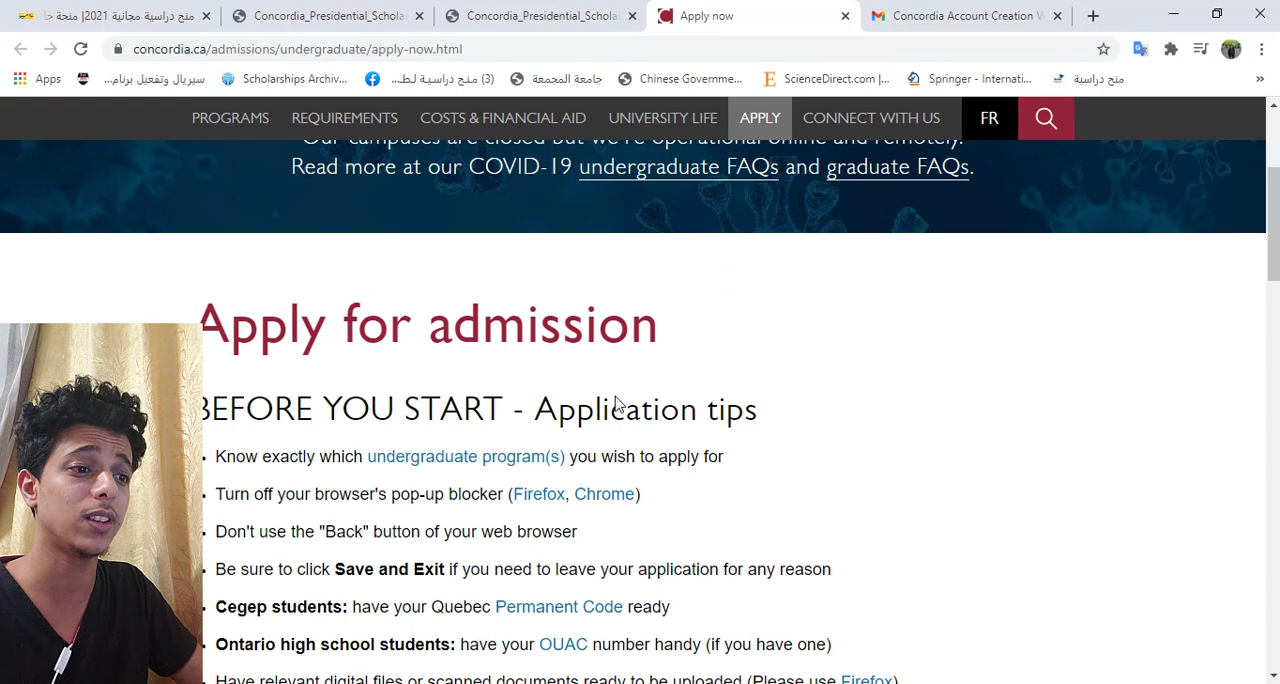 منح دراسية مجانية 2021| منحة جا
Concordia_Presidential_Schola
Concordia_Presidential_Schola
Apply now
Concordia Account Creation W
concordia.ca/admissions/undergraduate/apply-now.html
Apps
سيريال وتفعيل برنام...
Scholarships Archiv...
(3) منح دراسية لطـ...
جامعة المجمعة
Chinese Governme...
ScienceDirect.com |...
Springer - Internati...
منح دراسية
»
PROGRAMS REQUIREMENTS COSTS & FINANCIAL AID UNIVERSITY LIFE APPLY CONNECT WITH US FR
Our campuses are closed but we're operational online and remotely.
Read more at our COVID-19 undergraduate FAQs and graduate FAQs.
Apply for admission
BEFORE YOU START - Application tips
• Know exactly which undergraduate program(s) you wish to apply for
• Turn off your browser's pop-up blocker (Firefox, Chrome)
• Don't use the "Back" button of your web browser
• Be sure to click Save and Exit if you need to leave your application for any reason
• Cegep students: have your Quebec Permanent Code ready
• Ontario high school students: have your OUAC number handy (if you have one)
• Have relevant digital files or scanned documents ready to be uploaded (Please use Firefox)